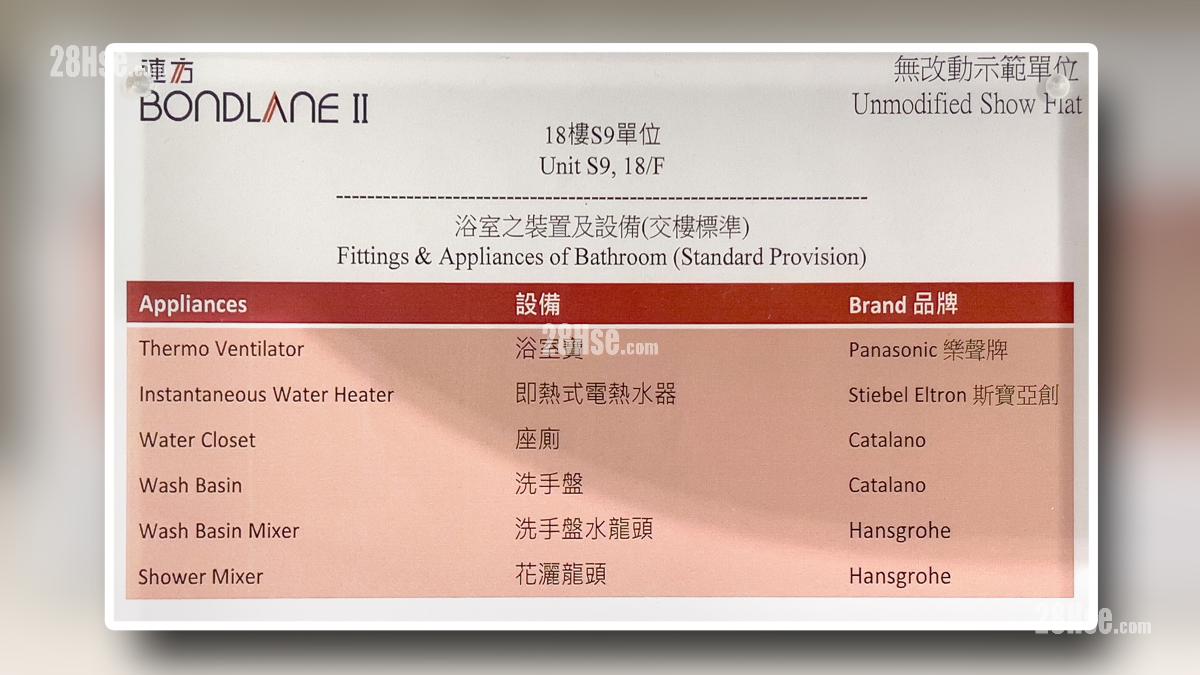 28Hse.com
連方
BONDLANE II
無改動示範單位
Unmodified Show Flat
18樓S9單位
Unit S9, 18/F
浴室之裝置及設備(交樓標準)
Fittings & Appliances of Bathroom (Standard Provision)
Appliances 設備 Brand 品牌
Thermo Ventilator 浴室寶 Panasonic 樂聲牌
28Hse.com
Instantaneous Water Heater 即熱式電熱水器 Stiebel Eltron 斯寶亞創
Water Closet 座廁 Catalano
Wash Basin 洗手盤 Catalano
Wash Basin Mixer 洗手盤水龍頭 Hansgrohe
Shower Mixer 花灑龍頭 Hansgrohe
28Hse.com